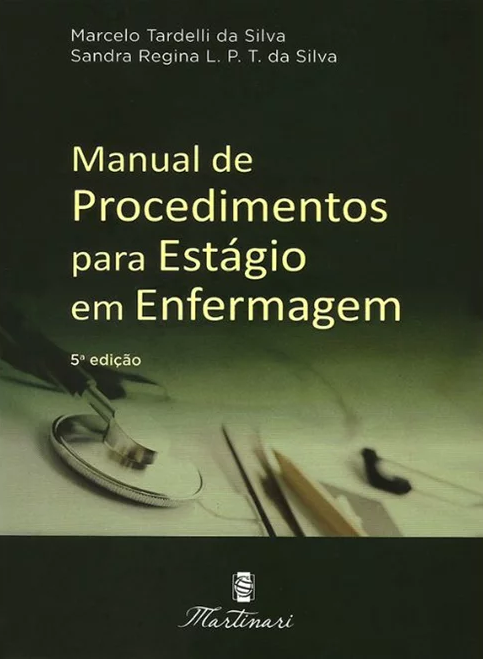 Marcelo Tardelli da Silva
Sandra Regina L. P. T. da Silva
Manual de
Procedimentos
para Estágio
em Enfermagem
5ª edição
Martinari